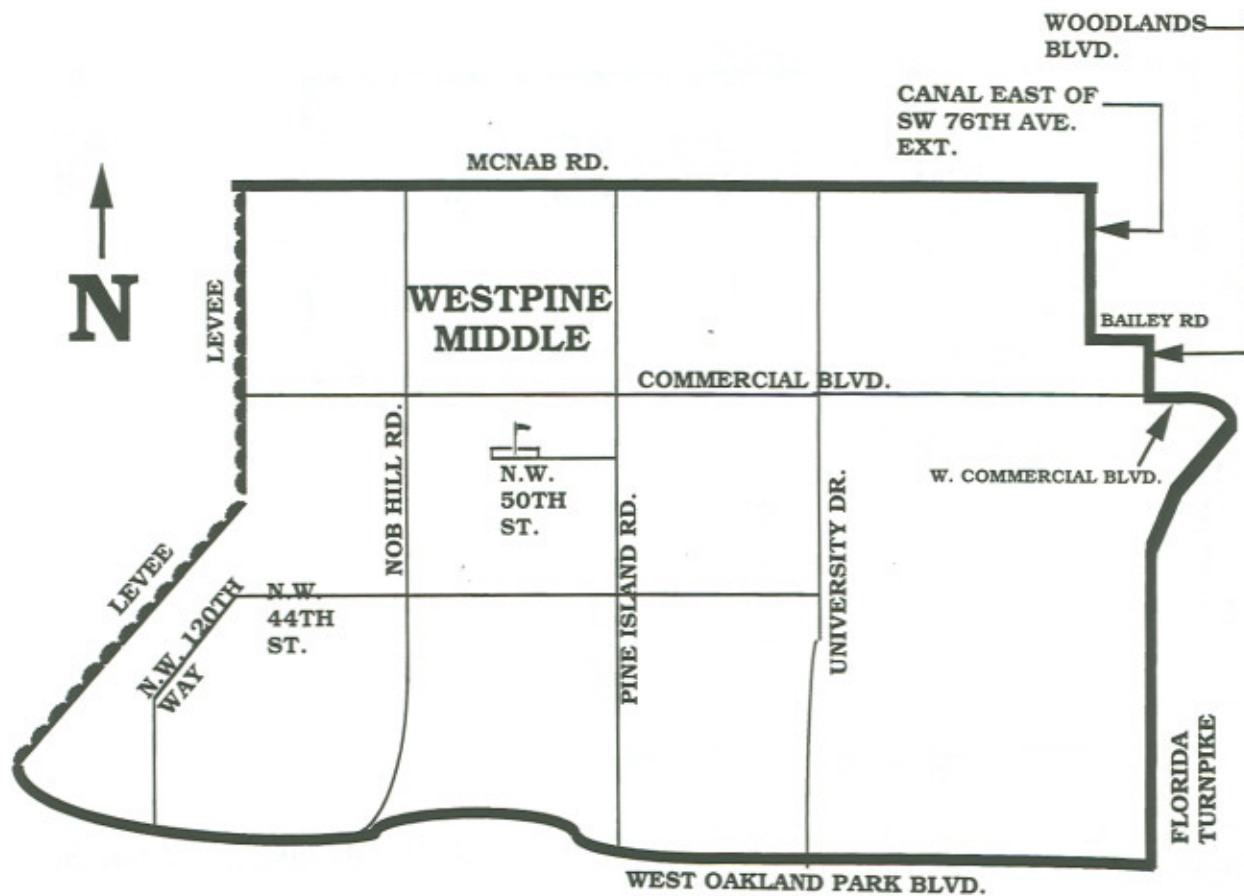 WOODLANDS
BLVD.
CANAL EAST OF
SW 76TH AVE.
EXT.
MCNAB RD.
N
LEVEE
WESTPINE
MIDDLE
BAILEY RD
COMMERCIAL BLVD.
NOB HILL RD.
N.W.
50TH
ST.
W. COMMERCIAL BLVD.
PINE ISLAND RD.
UNIVERSITY DR.
LEVEE
N.W. 120TH
WAY
N.W.
44TH
ST.
FLORIDA
TURNPIKE
WEST OAKLAND PARK BLVD.